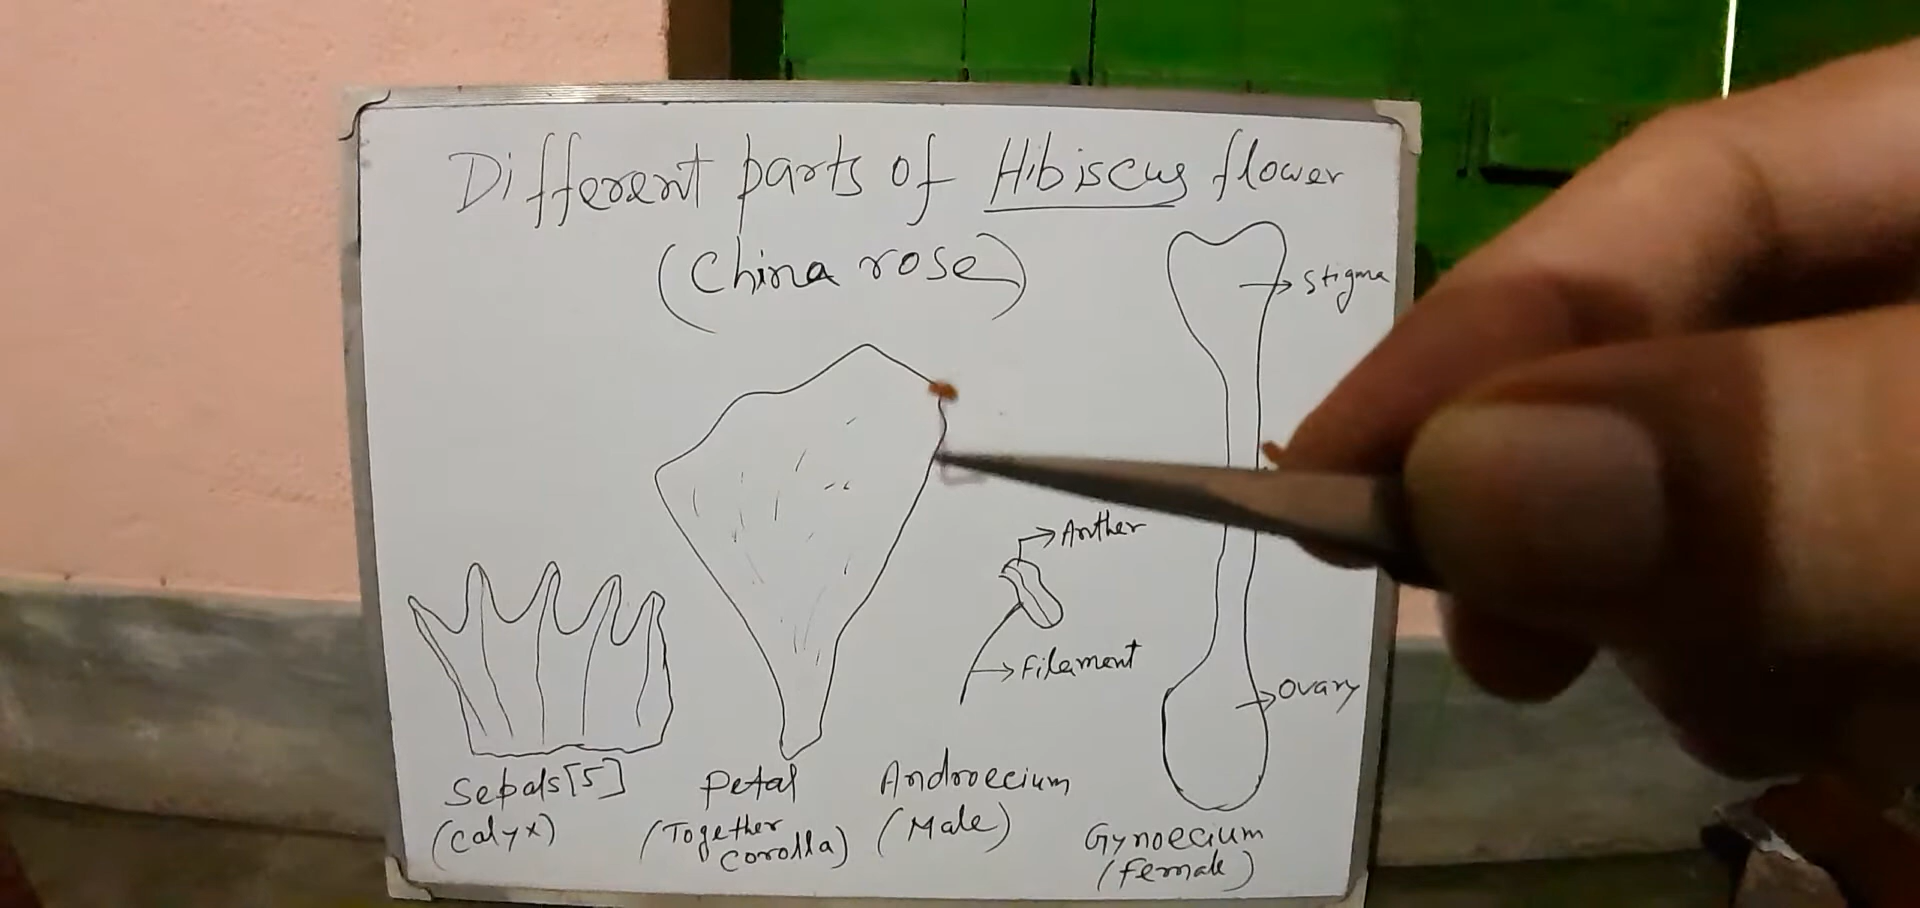 Different parts of Hibiscus flower
(China rose)
Stigma
Anther
Filament
Ovary
Sepals [5]
(Calyx)
Petal
(Together
Corolla)
Androecium
(Male)
Gynoecium
(female)